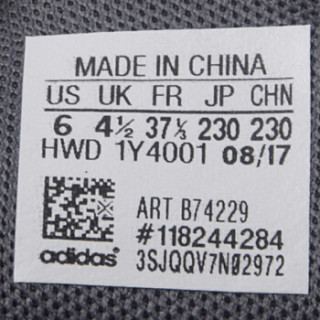 MADE IN CHINA
US UK FR JP CHN
6 4½ 37⅓ 230 230
HWD 1Y4001 08/17
ART B74229
#118244284
adidas 3SJQQV7N02972